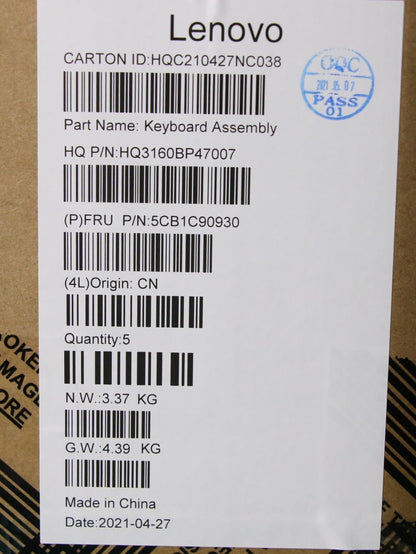 Lenovo
CARTON ID:HQC210427NC038
OQC
2021.05.07
PASS
01
Part Name: Keyboard Assembly
HQ P/N:HQ3160BP47007
(P)FRU P/N:5CB1C90930
(4L)Origin: CN
Quantity:5
N.W.:3.37 KG
G.W.:4.39 KG
Made in China
Date:2021-04-27